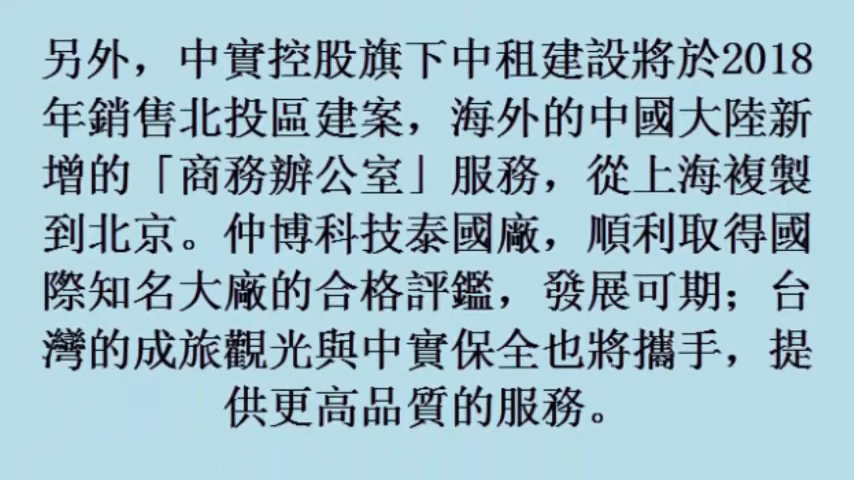 另外，中實控股旗下中租建設將於2018
年銷售北投區建案，海外的中國大陸新
增的「商務辦公室」服務，從上海複製
到北京。仲博科技泰國廠，順利取得國
際知名大廠的合格評鑑，發展可期；台
灣的成旅觀光與中實保全也將攜手，提
供更高品質的服務。